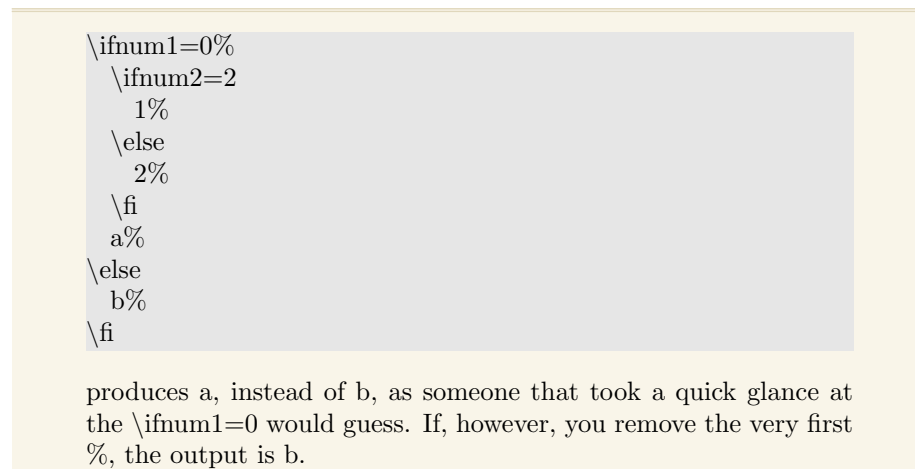 \ifnum1=0%
\ifnum2=2
1%
\else
2%
\fi
a%
\else
b%
\fi
produces a, instead of b, as someone that took a quick glance at
the \ifnum1=0 would guess. If, however, you remove the very first
%, the output is b.